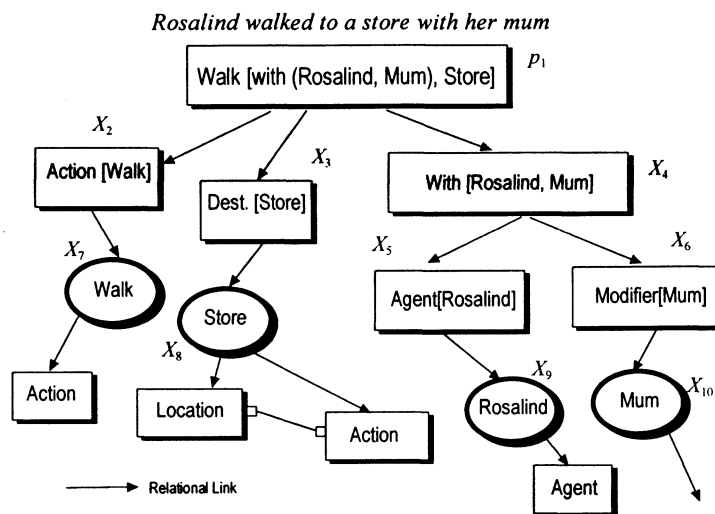 Rosalind walked to a store with her mum
p1
Walk [with (Rosalind, Mum), Store]
X2
Action [Walk]
X3
Dest. [Store]
X4
With [Rosalind, Mum]
X5
Agent[Rosalind]
X6
Modifier[Mum]
X7
Walk
Store
X8
X9
Rosalind
Mum
X10
Action
Location
Action
Agent
Relational Link